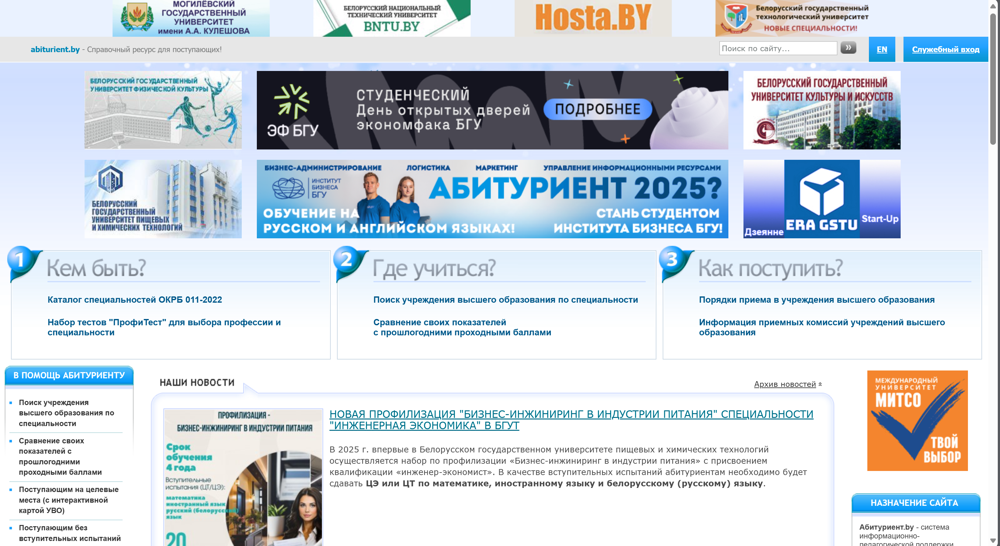 МОГИЛЁВСКИЙ
ГОСУДАРСТВЕННЫЙ
УНИВЕРСИТЕТ
имени А.А. КУЛЕШОВА
БЕЛОРУССКИЙ НАЦИОНАЛЬНЫЙ
ТЕХНИЧЕСКИЙ УНИВЕРСИТЕТ
BNTU.BY
Hosta.BY
Белорусский государственный
технологический университет
НОВЫЕ СПЕЦИАЛЬНОСТИ!
abiturient.by - Справочный ресурс для поступающих!
Поиск по сайту...
»
EN
Служебный вход
БЕЛОРУССКИЙ ГОСУДАРСТВЕННЫЙ
УНИВЕРСИТЕТ ФИЗИЧЕСКОЙ КУЛЬТУРЫ
ЭФ БГУ
СТУДЕНЧЕСКИЙ
День открытых дверей
экономфака БГУ
ПОДРОБНЕЕ
БЕЛОРУССКИЙ ГОСУДАРСТВЕННЫЙ
УНИВЕРСИТЕТ КУЛЬТУРЫ И ИСКУССТВ
БЕЛОРУССКИЙ
ГОСУДАРСТВЕННЫЙ
УНИВЕРСИТЕТ ПИЩЕВЫХ
И ХИМИЧЕСКИХ ТЕХНОЛОГИЙ
БИЗНЕС-АДМИНИСТРИРОВАНИЕ ЛОГИСТИКА МАРКЕТИНГ УПРАВЛЕНИЕ ИНФОРМАЦИОННЫМИ РЕСУРСАМИ
ИНСТИТУТ
БИЗНЕСА
БГУ
АБИТУРИЕНТ 2025?
ОБУЧЕНИЕ НА
РУССКОМ И АНГЛИЙСКОМ ЯЗЫКАХ!
СТАНЬ СТУДЕНТОМ
ИНСТИТУТА БИЗНЕСА БГУ!
ERA GSTU
Start-Up
Дзеянне
1 Кем быть?
Каталог специальностей ОКРБ 011-2022
Набор тестов "ПрофиТест" для выбора профессии и
специальности
2 Где учиться?
Поиск учреждения высшего образования по специальности
Сравнение своих показателей
с прошлогодними проходными баллами
3 Как поступить?
Порядки приема в учреждения высшего образования
Информация приемных комиссий учреждений высшего
образования
В ПОМОЩЬ АБИТУРИЕНТУ
Поиск учреждения
высшего образования по
специальности
Сравнение своих
показателей с
прошлогодними
проходными баллами
Поступающим на целевые
места (с интерактивной
картой УВО)
Поступающим без
вступительных испытаний
НАШИ НОВОСТИ
Архив новостей
ПРОФИЛИЗАЦИЯ -
БИЗНЕС-ИНЖИНИРИНГ В ИНДУСТРИИ ПИТАНИЯ
Срок
обучения
4 года
Вступительные
испытания (ЦТ/ЦЭ):
математика
иностранный язык
русский (белорусский)
язык
20
НОВАЯ ПРОФИЛИЗАЦИЯ "БИЗНЕС-ИНЖИНИРИНГ В ИНДУСТРИИ ПИТАНИЯ" СПЕЦИАЛЬНОСТИ
"ИНЖЕНЕРНАЯ ЭКОНОМИКА" В БГУТ
В 2025 г. впервые в Белорусском государственном университете пищевых и химических технологий
осуществляется набор по профилизации «Бизнес-инжиниринг в индустрии питания» с присвоением
квалификации «инженер-экономист». В качестве вступительных испытаний абитуриентам необходимо будет
сдавать ЦЭ или ЦТ по математике, иностранному языку и белорусскому (русскому) языку.
МЕЖДУНАРОДНЫЙ
УНИВЕРСИТЕТ
МИТСО
ТВОЙ
ВЫБОР
НАЗНАЧЕНИЕ САЙТА
Абитуриент.by - система
информационно-
педагогической поддержки